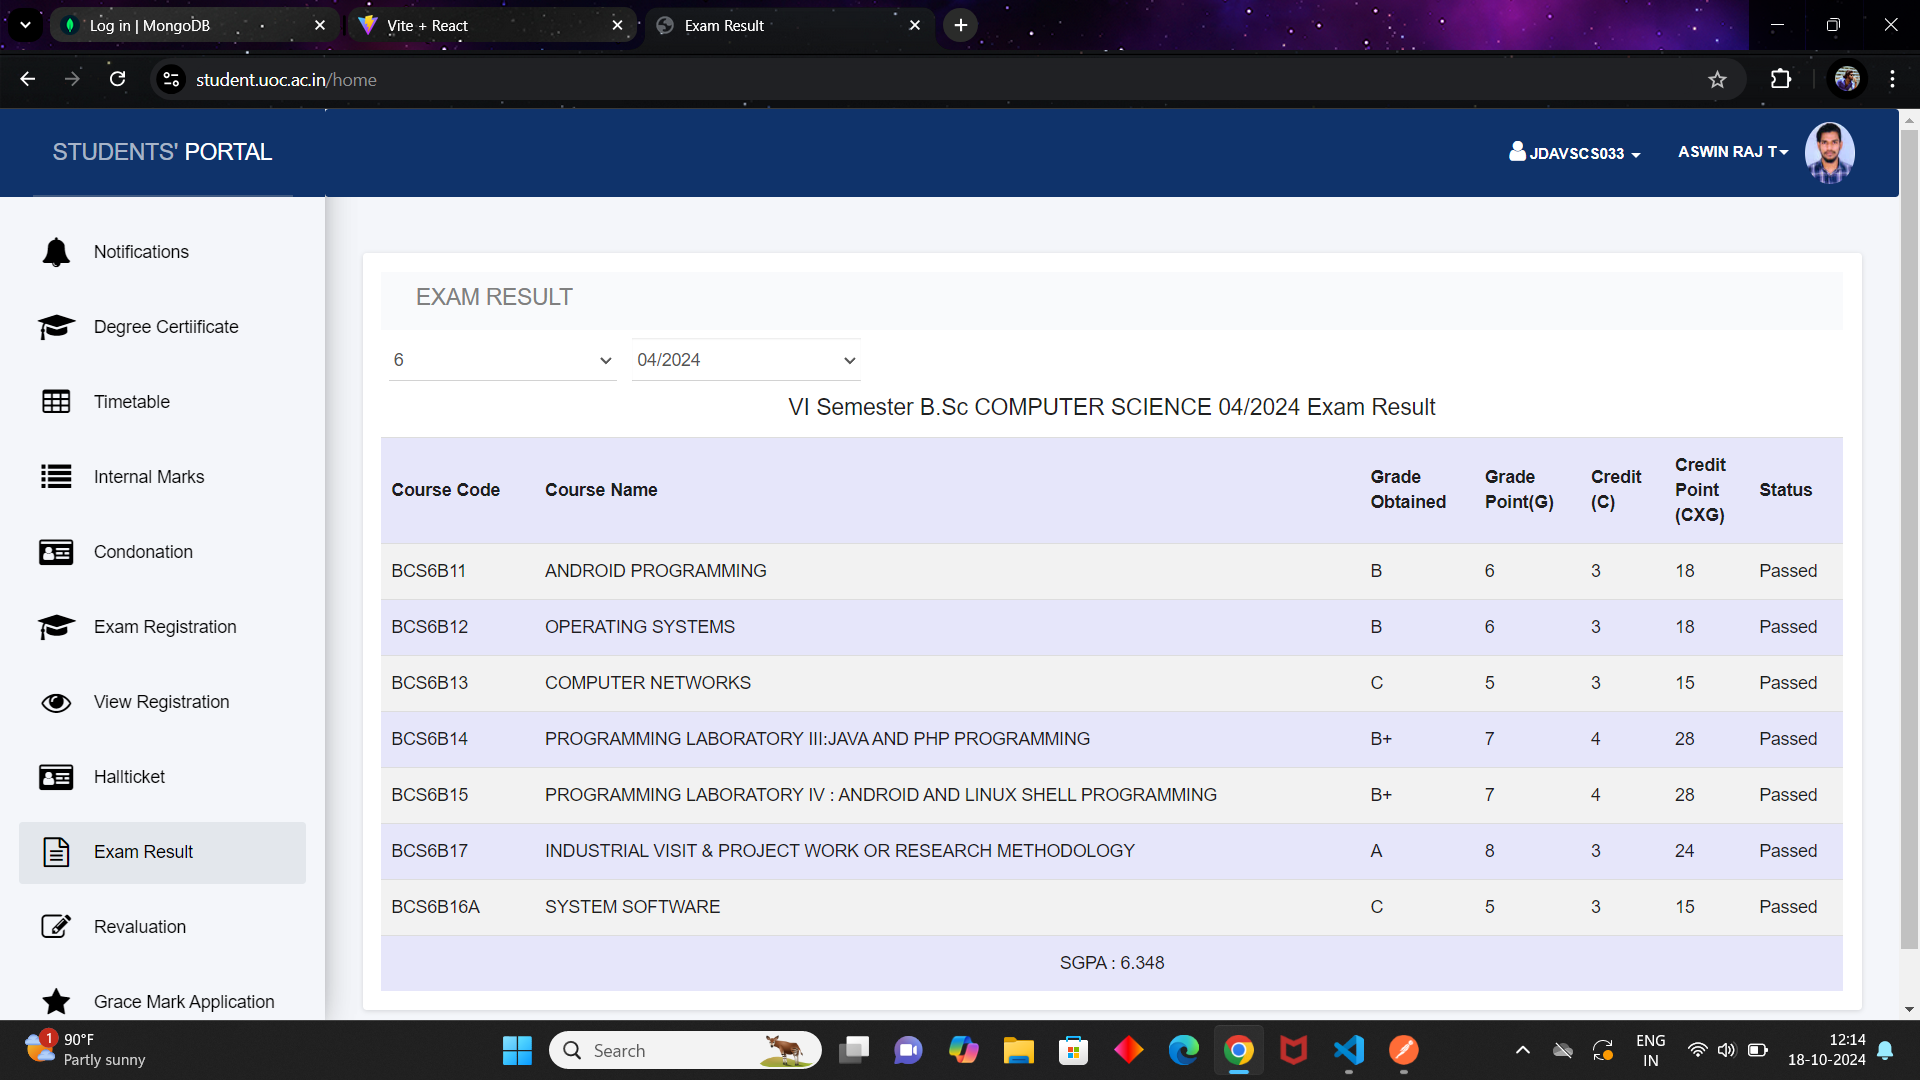 Log in | MongoDB
Vite + React
Exam Result
student.uoc.ac.in/home
STUDENTS' PORTAL
JDAVSCS033
ASWIN RAJ T
Notifications
Degree Certiificate
Timetable
Internal Marks
Condonation
Exam Registration
View Registration
Hallticket
Exam Result
Revaluation
Grace Mark Application
EXAM RESULT
6
04/2024
VI Semester B.Sc COMPUTER SCIENCE 04/2024 Exam Result
Course Code Course Name Grade Obtained Grade Point(G) Credit (C) Credit Point (CXG) Status
BCS6B11 ANDROID PROGRAMMING B 6 3 18 Passed
BCS6B12 OPERATING SYSTEMS B 6 3 18 Passed
BCS6B13 COMPUTER NETWORKS C 5 3 15 Passed
BCS6B14 PROGRAMMING LABORATORY III:JAVA AND PHP PROGRAMMING B+ 7 4 28 Passed
BCS6B15 PROGRAMMING LABORATORY IV : ANDROID AND LINUX SHELL PROGRAMMING B+ 7 4 28 Passed
BCS6B17 INDUSTRIAL VISIT & PROJECT WORK OR RESEARCH METHODOLOGY A 8 3 24 Passed
BCS6B16A SYSTEM SOFTWARE C 5 3 15 Passed
SGPA : 6.348
1
90°F
Partly sunny
Search
ENG
IN
12:14
18-10-2024